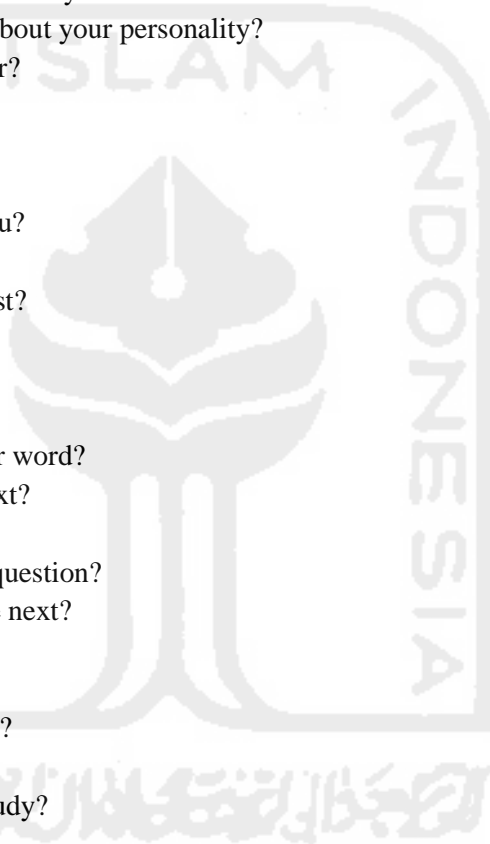 bout your personality?
r?
u?
st?
r word?
xt?
question?
next?
?
udy?
ISLAM
INDONESIA